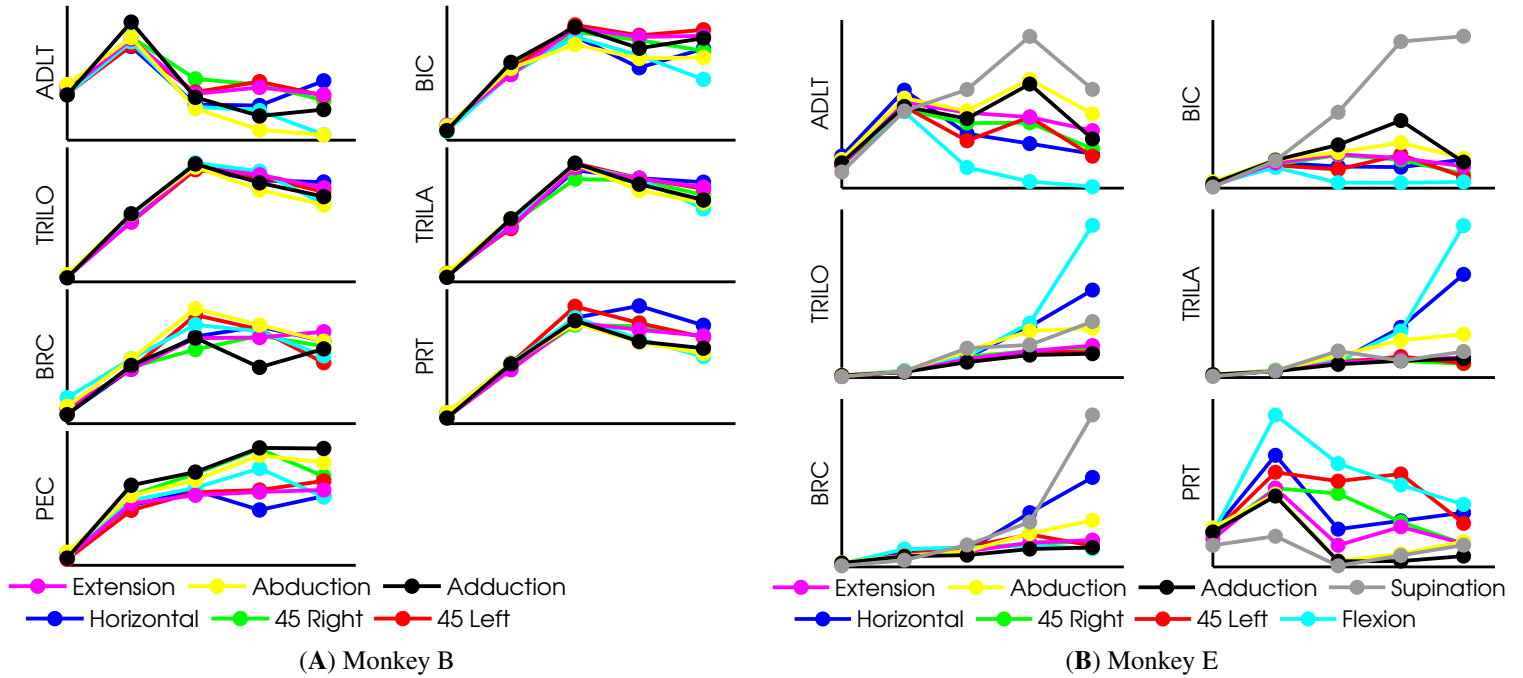 ADLT
BIC
TRILO
TRILA
BRC
PRT
PEC
Extension Abduction Adduction
Horizontal 45 Right 45 Left
(A) Monkey B
ADLT
BIC
TRILO
TRILA
BRC
PRT
Extension Abduction Adduction Supination
Horizontal 45 Right 45 Left Flexion
(B) Monkey E